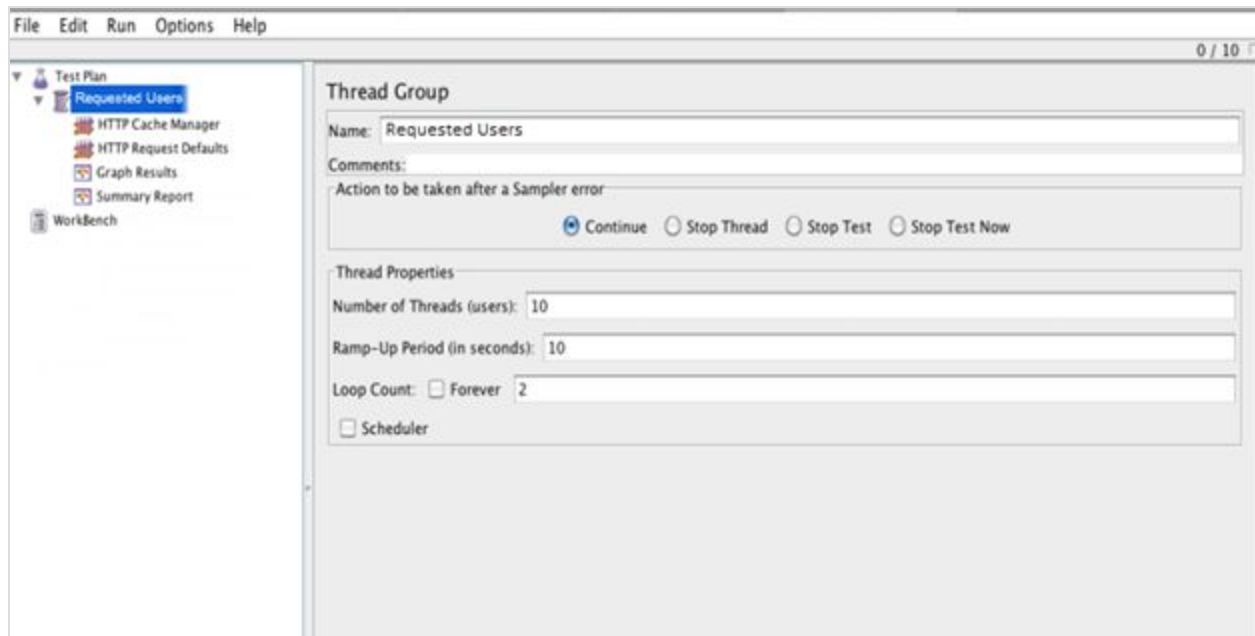 File Edit Run Options Help
0 / 10
Test Plan
Requested Users
HTTP Cache Manager
HTTP Request Defaults
Graph Results
Summary Report
WorkBench
Thread Group
Name: Requested Users
Comments:
Action to be taken after a Sampler error
Continue Stop Thread Stop Test Stop Test Now
Thread Properties
Number of Threads (users): 10
Ramp-Up Period (in seconds): 10
Loop Count: Forever 2
Scheduler